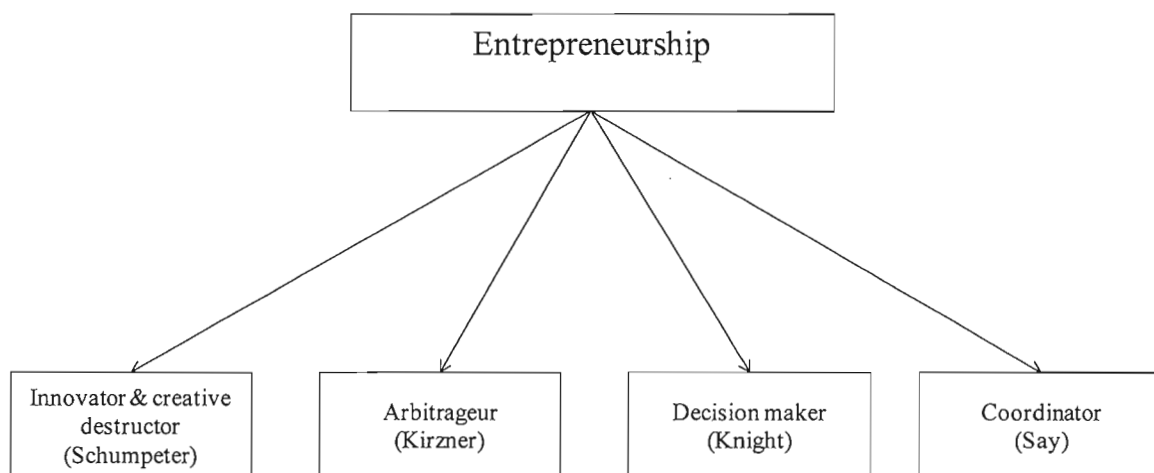 Entrepreneurship
Innovator & creative
destructor
(Schumpeter)
Arbitrageur
(Kirzner)
Decision maker
(Knight)
Coordinator
(Say)